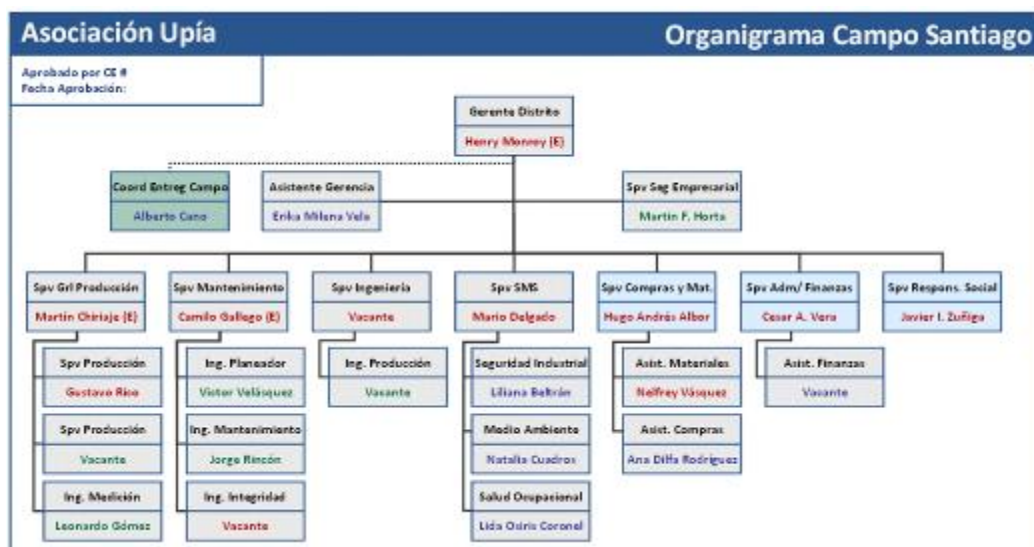 Asociación Upía
Organigrama Campo Santiago
Aprobado por CE #
Fecha Aprobación:
Gerente Distrito
Henry Monroy (E)
Coord Entreg Campo
Alberto Cano
Asistente Gerencia
Erika Milena Vela
Spv Seg Empresarial
Martin F. Horta
Spv Grl Producción
Martín Chiriaje (E)
Spv Mantenimiento
Camilo Gallego (E)
Spv Ingeniería
Vacante
Spv SMS
Mario Delgado
Spv Compras y Mat.
Hugo Andrés Albor
Spv Adm/ Finanzas
Cesar A. Vera
Spv Respons. Social
Javier I. Zuñiga
Spv Producción
Gustavo Rico
Ing. Planeador
Victor Velásquez
Ing. Producción
Vacante
Seguridad Industrial
Liliana Beltrán
Asist. Materiales
Nelfrey Vásquez
Asist. Finanzas
Vacante
Spv Producción
Vacante
Ing. Mantenimiento
Jorge Rincón
Medio Ambiente
Natalia Cuadros
Asist. Compras
Ana Dilfa Rodríguez
Ing. Medición
Leonardo Gómez
Ing. Integridad
Vacante
Salud Ocupacional
Lida Osiris Coronel